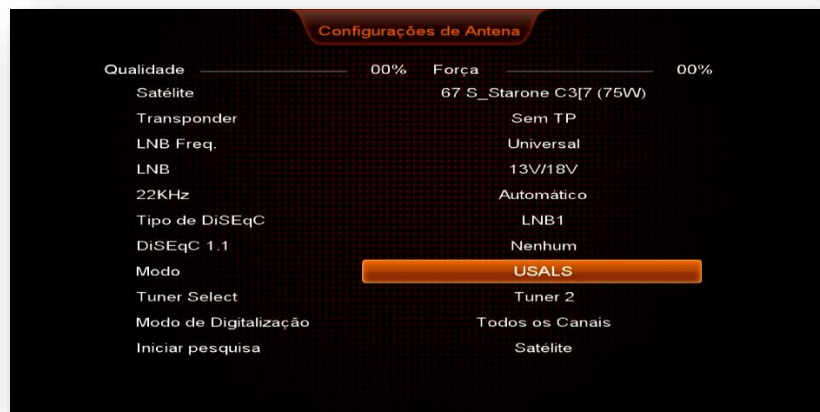 Configurações de Antena
Qualidade 00% Força 00%
Satélite 67 S_Starone C3[7 (75W)
Transponder Sem TP
LNB Freq. Universal
LNB 13V/18V
22KHz Automático
Tipo de DiSEqC LNB1
DiSEqC 1.1 Nenhum
Modo USALS
Tuner Select Tuner 2
Modo de Digitalização Todos os Canais
Iniciar pesquisa Satélite